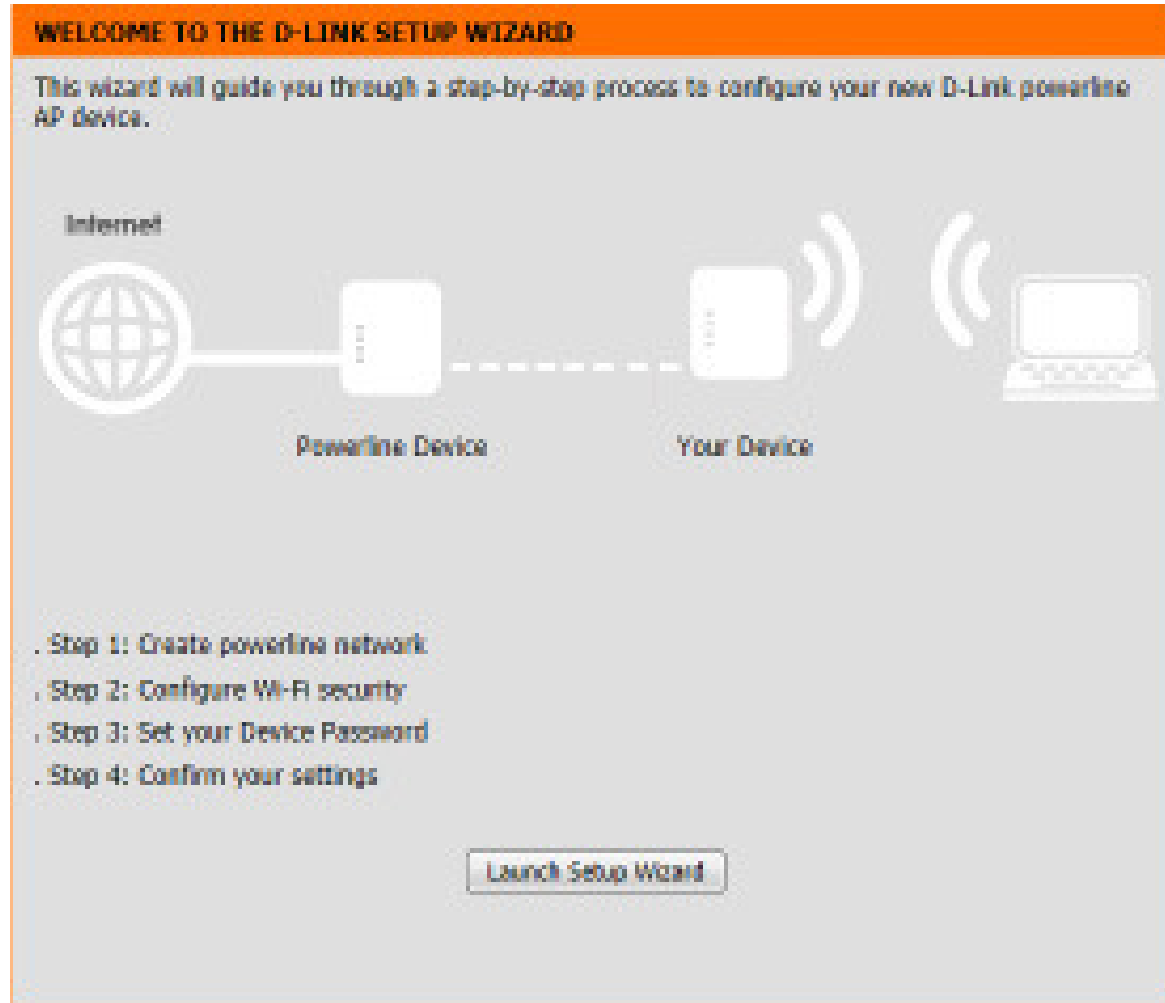 WELCOME TO THE D-LINK SETUP WIZARD
This wizard will guide you through a step-by-step process to configure your new D-Link powerline
AP device.
Internet
Powerline Device
Your Device
. Step 1: Create powerline network
. Step 2: Configure Wi-Fi security
. Step 3: Set your Device Password
. Step 4: Confirm your settings
Launch Setup Wizard